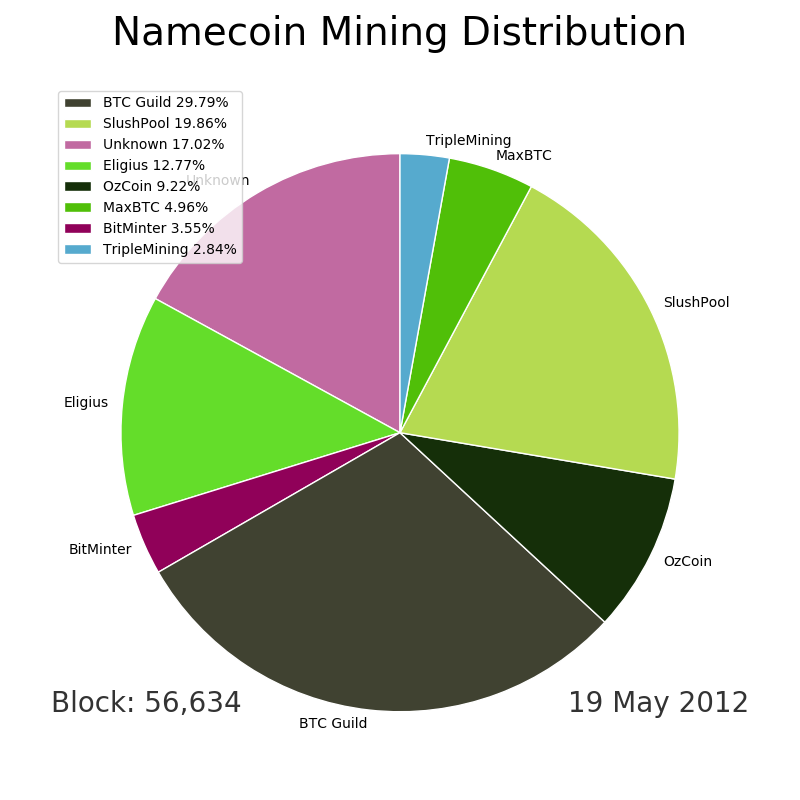 Namecoin Mining Distribution
BTC Guild 29.79%
SlushPool 19.86%
Unknown 17.02%
Eligius 12.77%
OzCoin 9.22%
MaxBTC 4.96%
BitMinter 3.55%
TripleMining 2.84%
TripleMining
MaxBTC
Unknown
SlushPool
Eligius
BitMinter
OzCoin
BTC Guild
Block: 56,634
19 May 2012